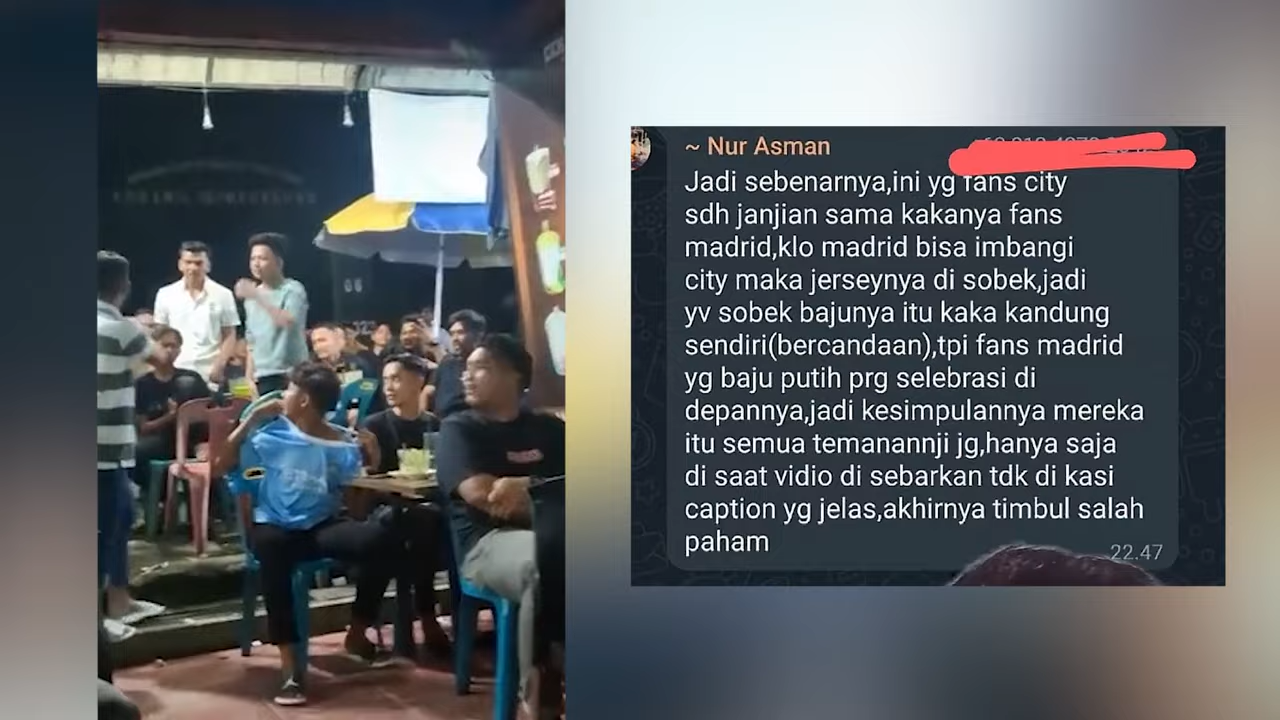 ~ Nur Asman
Jadi sebenarnya,ini yg fans city
sdh janjian sama kakanya fans
madrid,klo madrid bisa imbangi
city maka jerseynya di sobek,jadi
yv sobek bajunya itu kaka kandung
sendiri(bercandaan),tpi fans madrid
yg baju putih prg selebrasi di
depannya,jadi kesimpulannya mereka
itu semua temanannji jg,hanya saja
di saat vidio di sebarkan tdk di kasi
caption yg jelas,akhirnya timbul salah
paham
22.47